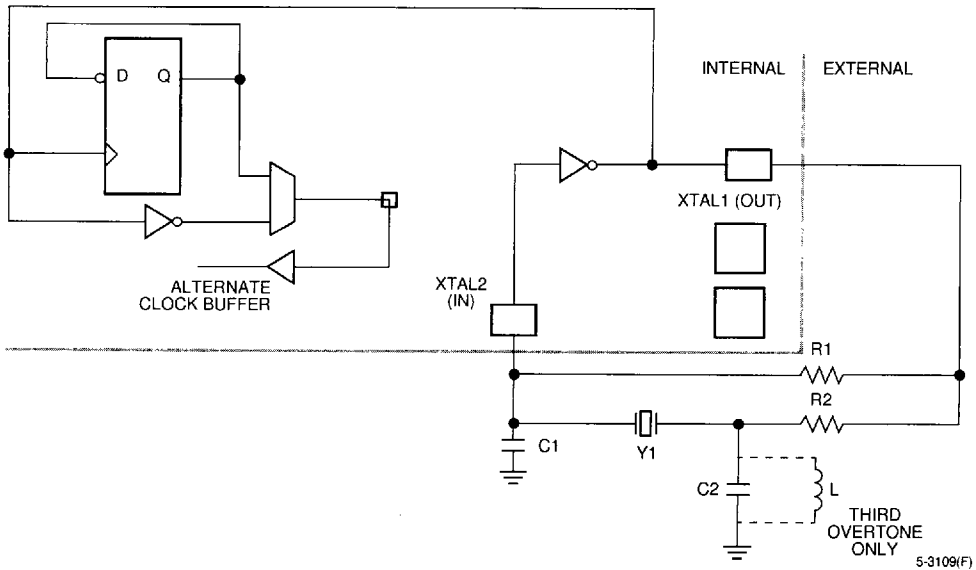 D Q
INTERNAL
EXTERNAL
XTAL1 (OUT)
ALTERNATE
CLOCK BUFFER
XTAL2
(IN)
R1
R2
C1
Y1
C2
L
THIRD
OVERTONE
ONLY
5-3109(F)